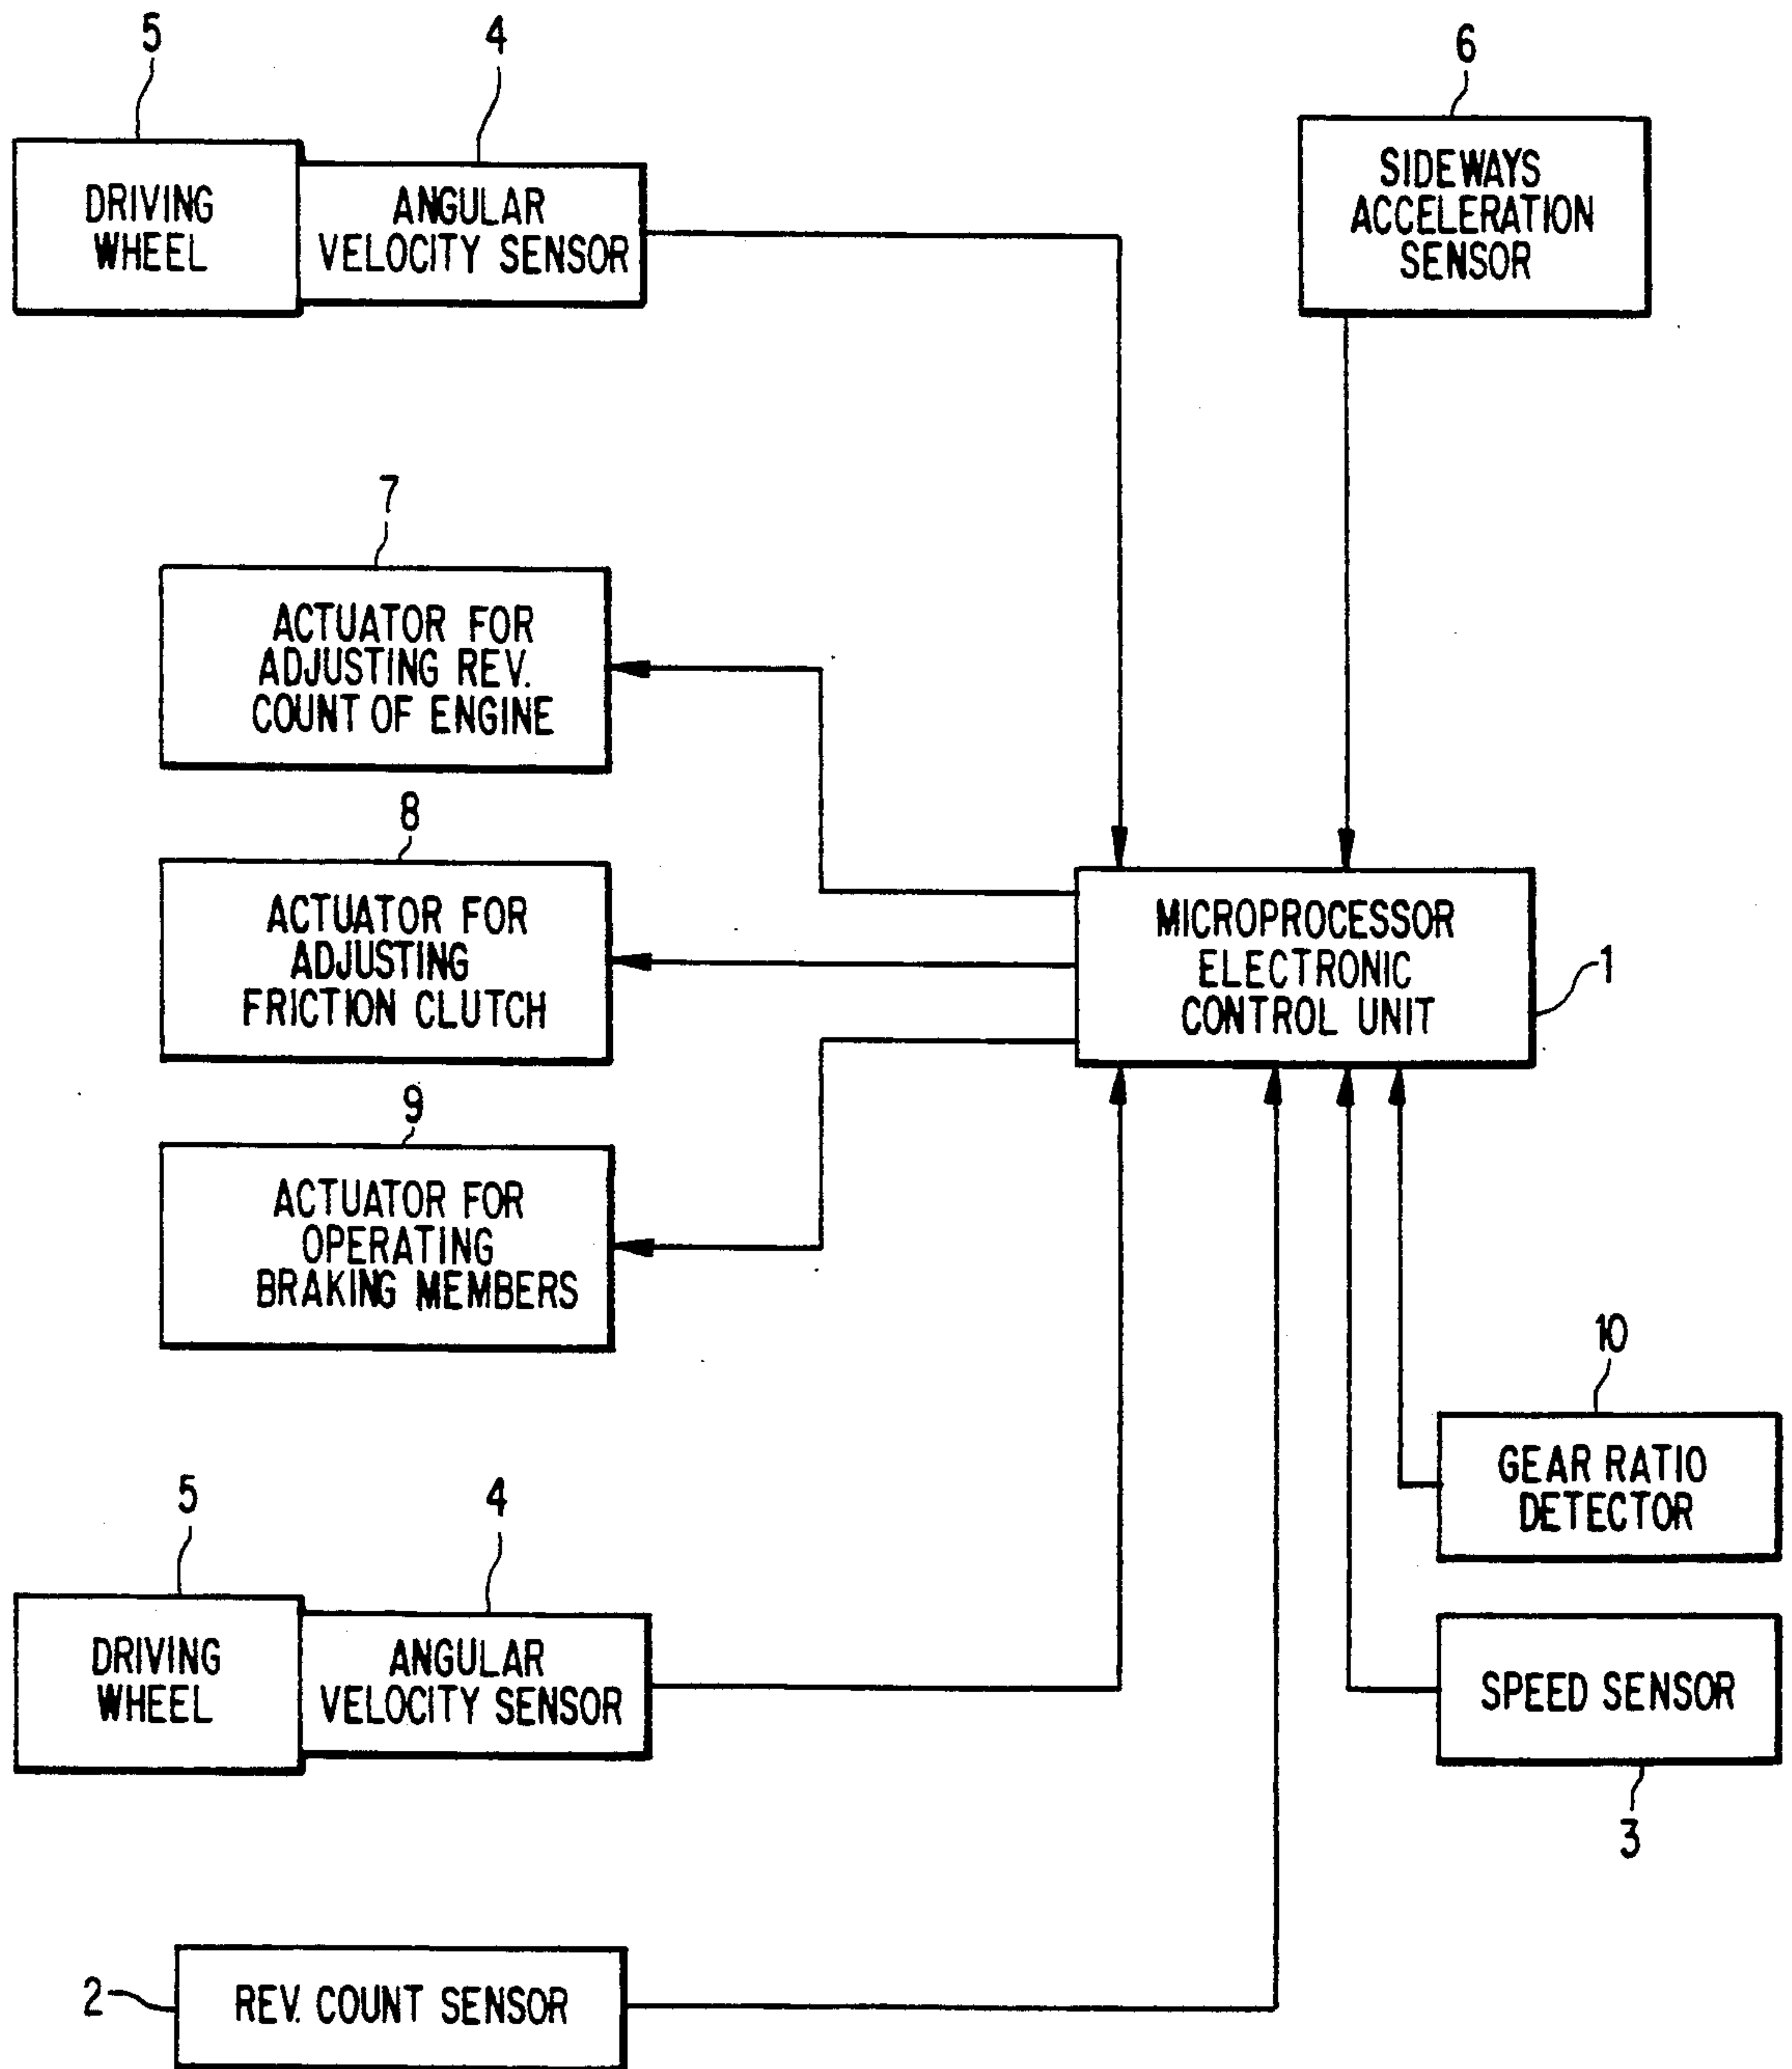 5
4
6
DRIVING
WHEEL
ANGULAR
VELOCITY SENSOR
SIDEWAYS
ACCELERATION
SENSOR
7
ACTUATOR FOR
ADJUSTING REV.
COUNT OF ENGINE
8
ACTUATOR FOR
ADJUSTING
FRICTION CLUTCH
MICROPROCESSOR
ELECTRONIC
CONTROL UNIT
1
9
ACTUATOR FOR
OPERATING
BRAKING MEMBERS
10
GEAR RATIO
DETECTOR
5
4
DRIVING
WHEEL
ANGULAR
VELOCITY SENSOR
SPEED SENSOR
3
2
REV. COUNT SENSOR